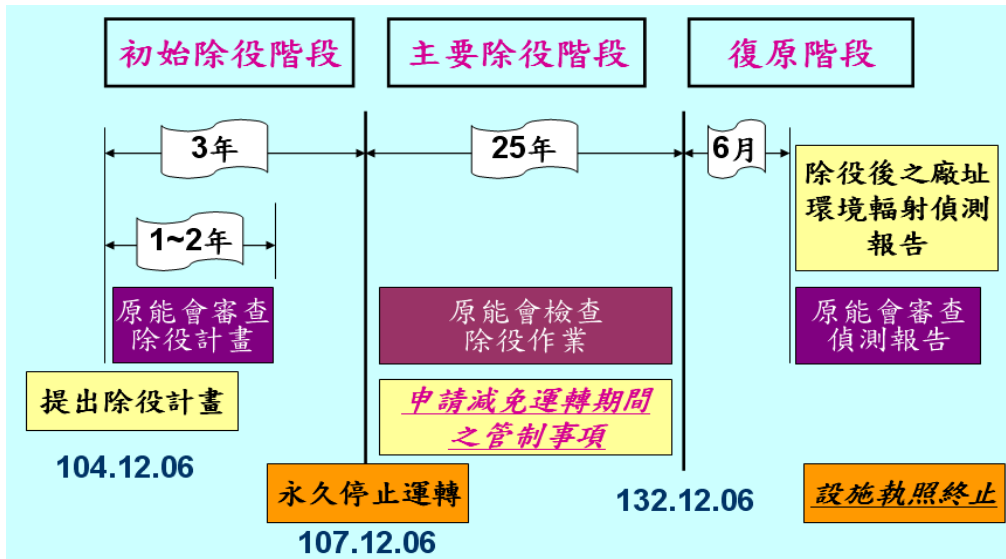 初始除役階段
主要除役階段
復原階段
3年
25年
6月
1~2年
除役後之廠址
環境輻射偵測
報告
原能會審查
除役計畫
原能會檢查
除役作業
原能會審查
偵測報告
提出除役計畫
申請減免運轉期間
之管制事項
104.12.06
永久停止運轉
132.12.06
設施執照終止
107.12.06